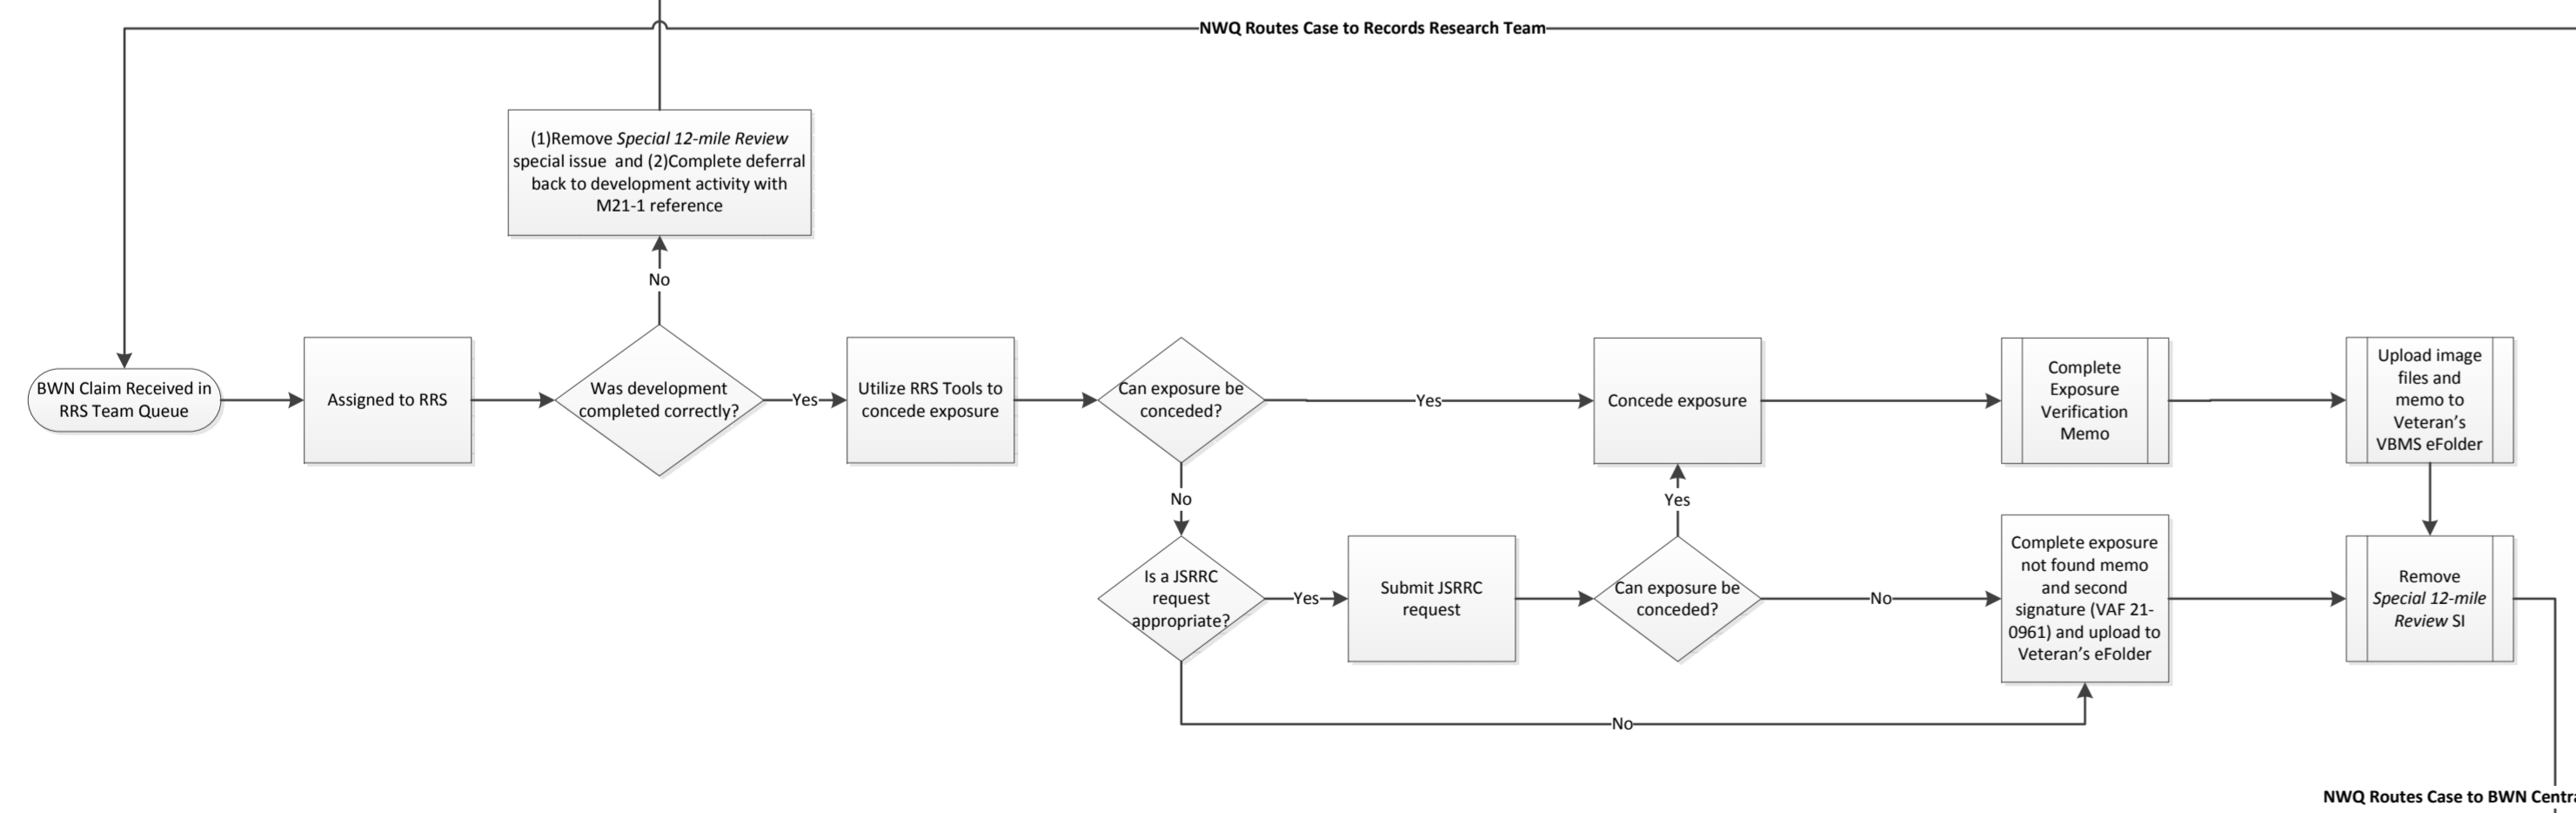 NWQ Routes Case to Records Research Team
(1)Remove Special 12-mile Review
special issue and (2)Complete deferral
back to development activity with
M21-1 reference
No
BWN Claim Received in
RRS Team Queue
Assigned to RRS
Was development
completed correctly?
Yes
Utilize RRS Tools to
concede exposure
Can exposure be
conceded?
Yes
Concede exposure
Complete
Exposure
Verification
Memo
Upload image
files and
memo to
Veteran's
VBMS eFolder
No
Yes
Is a JSRRC
request
appropriate?
Yes
Submit JSRRC
request
Can exposure be
conceded?
No
Complete exposure
not found memo
and second
signature (VAF 21-
0961) and upload to
Veteran's eFolder
Remove
Special 12-mile
Review SI
No
NWQ Routes Case to BWN Centra